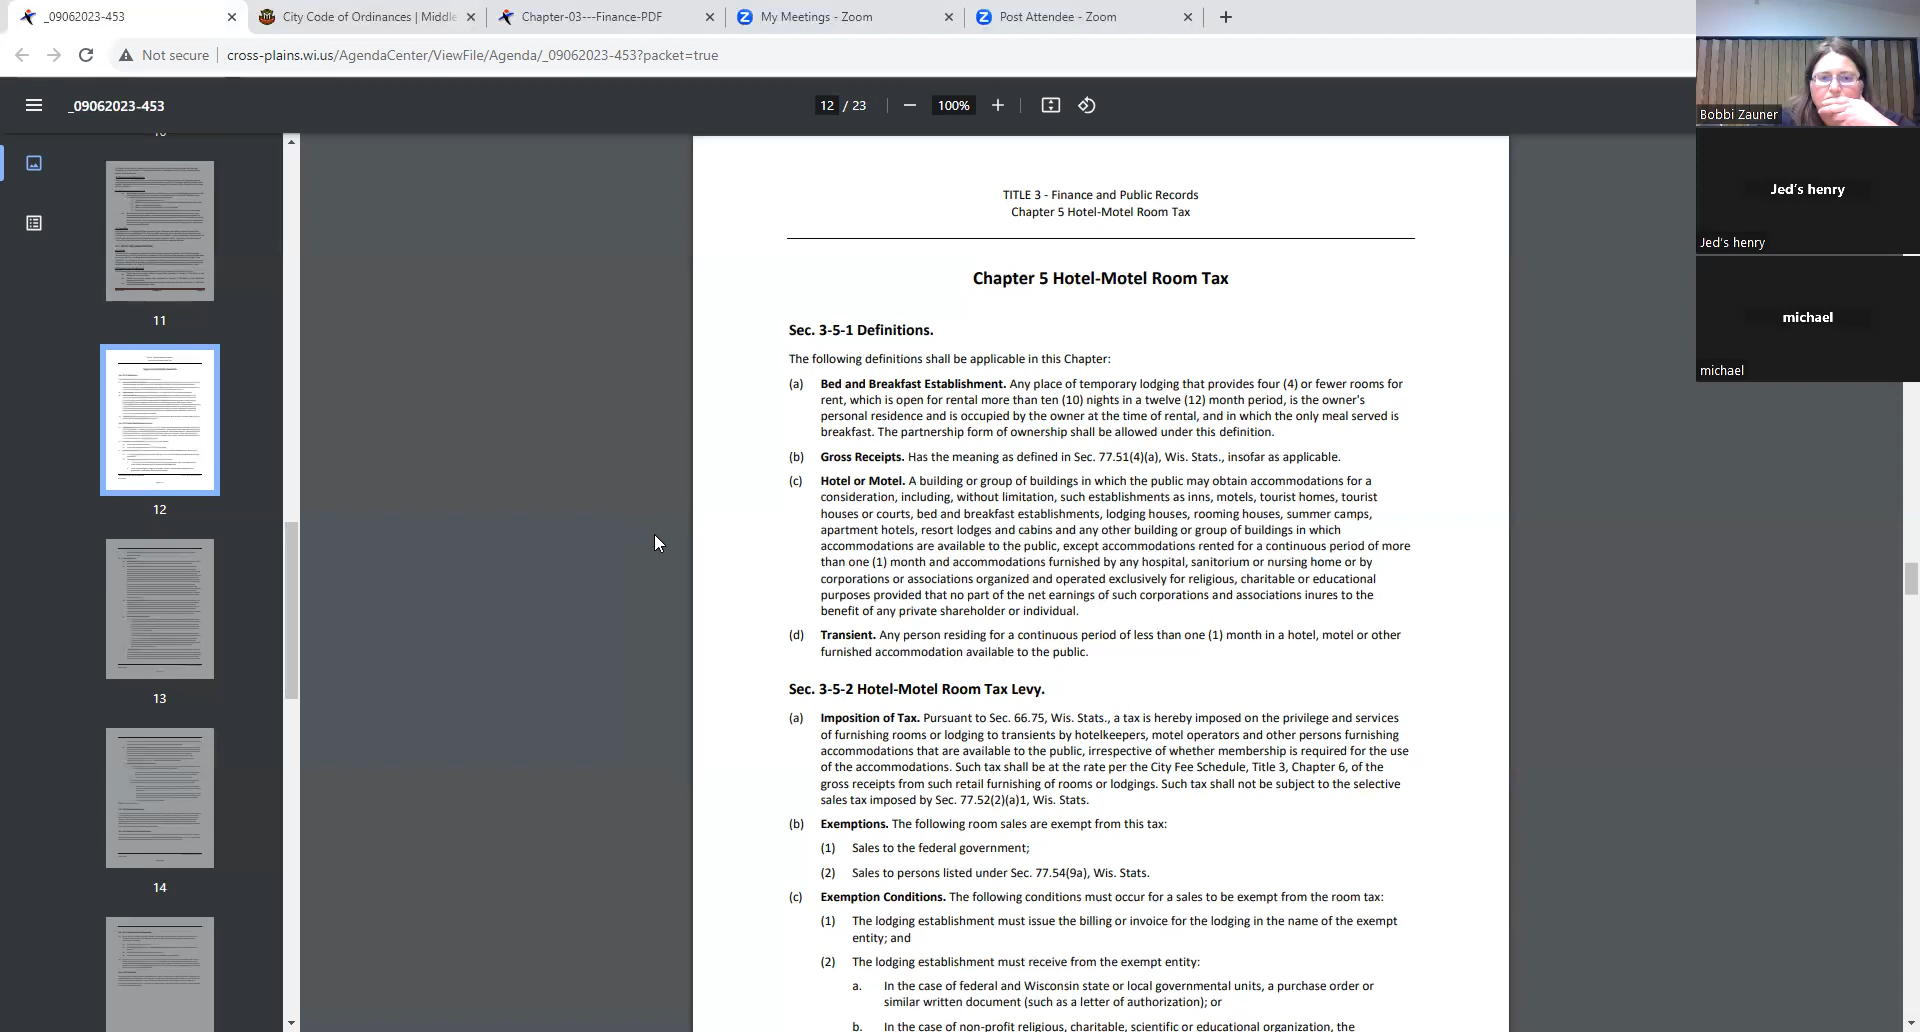 _09062023-453
City Code of Ordinances | Middle
Chapter-03---Finance-PDF
My Meetings - Zoom
Post Attendee - Zoom
Not secure
cross-plains.wi.us/AgendaCenter/ViewFile/Agenda/_09062023-453?packet=true
_09062023-453
12 / 23
100%
11
12
13
14
TITLE 3 - Finance and Public Records
Chapter 5 Hotel-Motel Room Tax
Chapter 5 Hotel-Motel Room Tax
Sec. 3-5-1 Definitions.
The following definitions shall be applicable in this Chapter:
(a) Bed and Breakfast Establishment. Any place of temporary lodging that provides four (4) or fewer rooms for
rent, which is open for rental more than ten (10) nights in a twelve (12) month period, is the owner's
personal residence and is occupied by the owner at the time of rental, and in which the only meal served is
breakfast. The partnership form of ownership shall be allowed under this definition.
(b) Gross Receipts. Has the meaning as defined in Sec. 77.51(4)(a), Wis. Stats., insofar as applicable.
(c) Hotel or Motel. A building or group of buildings in which the public may obtain accommodations for a
consideration, including, without limitation, such establishments as inns, motels, tourist homes, tourist
houses or courts, bed and breakfast establishments, lodging houses, rooming houses, summer camps,
apartment hotels, resort lodges and cabins and any other building or group of buildings in which
accommodations are available to the public, except accommodations rented for a continuous period of more
than one (1) month and accommodations furnished by any hospital, sanitorium or nursing home or by
corporations or associations organized and operated exclusively for religious, charitable or educational
purposes provided that no part of the net earnings of such corporations and associations inures to the
benefit of any private shareholder or individual.
(d) Transient. Any person residing for a continuous period of less than one (1) month in a hotel, motel or other
furnished accommodation available to the public.
Sec. 3-5-2 Hotel-Motel Room Tax Levy.
(a) Imposition of Tax. Pursuant to Sec. 66.75, Wis. Stats., a tax is hereby imposed on the privilege and services
of furnishing rooms or lodging to transients by hotelkeepers, motel operators and other persons furnishing
accommodations that are available to the public, irrespective of whether membership is required for the use
of the accommodations. Such tax shall be at the rate per the City Fee Schedule, Title 3, Chapter 6, of the
gross receipts from such retail furnishing of rooms or lodgings. Such tax shall not be subject to the selective
sales tax imposed by Sec. 77.52(2)(a)1, Wis. Stats.
(b) Exemptions. The following room sales are exempt from this tax:
(1) Sales to the federal government;
(2) Sales to persons listed under Sec. 77.54(9a), Wis. Stats.
(c) Exemption Conditions. The following conditions must occur for a sales to be exempt from the room tax:
(1) The lodging establishment must issue the billing or invoice for the lodging in the name of the exempt
entity; and
(2) The lodging establishment must receive from the exempt entity:
a. In the case of federal and Wisconsin state or local governmental units, a purchase order or
similar written document (such as a letter of authorization); or
b. In the case of non-profit religious, charitable, scientific or educational organization, the
Bobbi Zauner
Jed's henry
Jed's henry
michael
michael